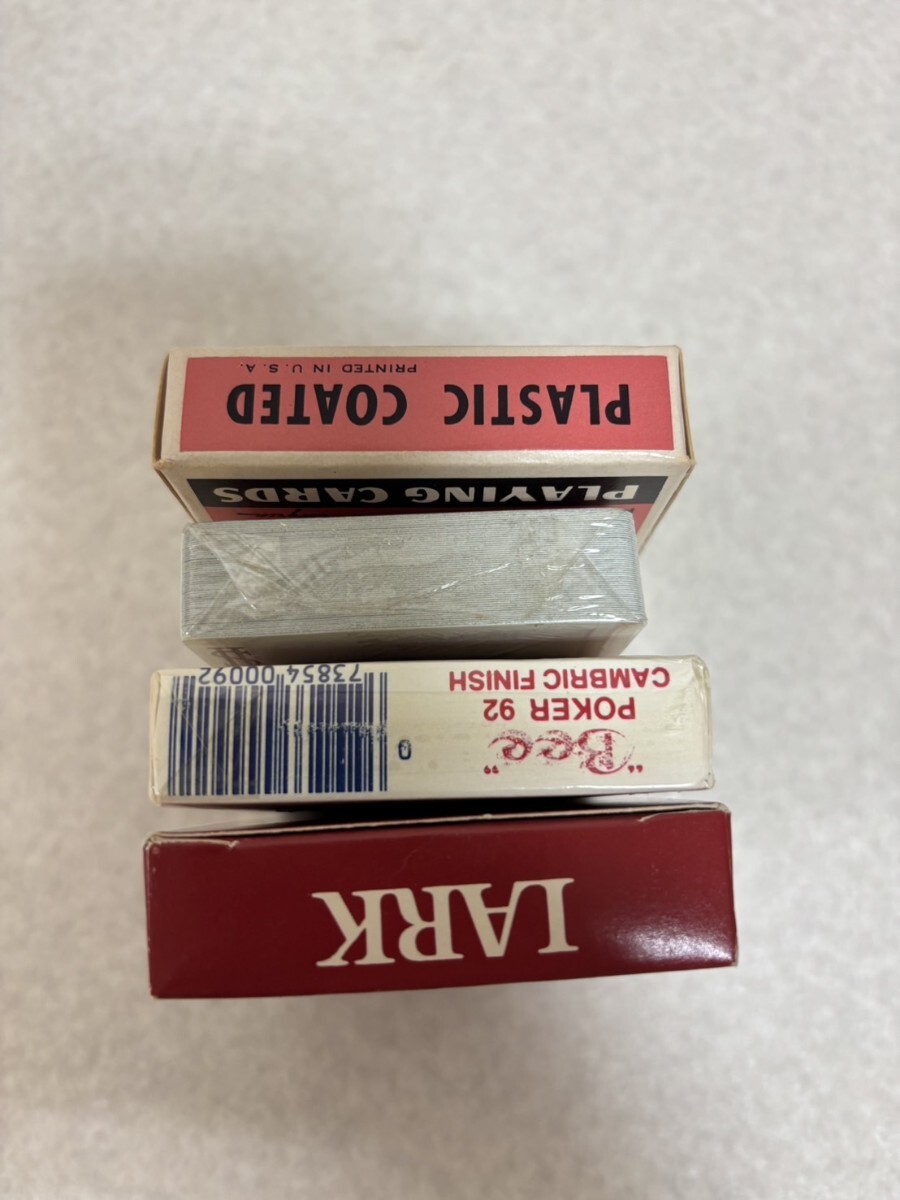 PLASTIC COATED
PRINTED IN U.S.A.
PLAYING CARDS
"Bee"
POKER 92
CAMBRIC FINISH
0
73854 00092
LARK